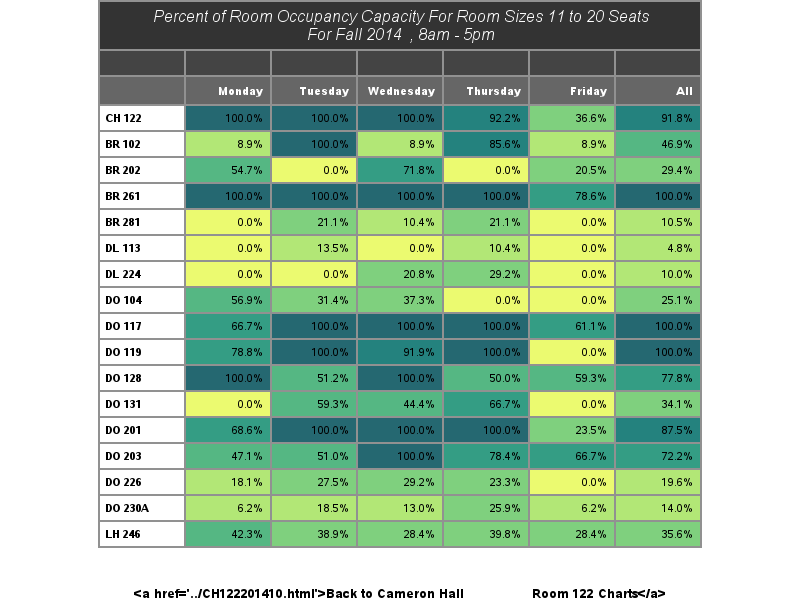 Percent of Room Occupancy Capacity For Room Sizes 11 to 20 Seats
For Fall 2014 , 8am - 5pm
Monday Tuesday Wednesday Thursday Friday All
CH 122 100.0% 100.0% 100.0% 92.2% 36.6% 91.8%
BR 102 8.9% 100.0% 8.9% 85.6% 8.9% 46.9%
BR 202 54.7% 0.0% 71.8% 0.0% 20.5% 29.4%
BR 261 100.0% 100.0% 100.0% 100.0% 78.6% 100.0%
BR 281 0.0% 21.1% 10.4% 21.1% 0.0% 10.5%
DL 113 0.0% 13.5% 0.0% 10.4% 0.0% 4.8%
DL 224 0.0% 0.0% 20.8% 29.2% 0.0% 10.0%
DO 104 56.9% 31.4% 37.3% 0.0% 0.0% 25.1%
DO 117 66.7% 100.0% 100.0% 100.0% 61.1% 100.0%
DO 119 78.8% 100.0% 91.9% 100.0% 0.0% 100.0%
DO 128 100.0% 51.2% 100.0% 50.0% 59.3% 77.8%
DO 131 0.0% 59.3% 44.4% 66.7% 0.0% 34.1%
DO 201 68.6% 100.0% 100.0% 100.0% 23.5% 87.5%
DO 203 47.1% 51.0% 100.0% 78.4% 66.7% 72.2%
DO 226 18.1% 27.5% 29.2% 23.3% 0.0% 19.6%
DO 230A 6.2% 18.5% 13.0% 25.9% 6.2% 14.0%
LH 246 42.3% 38.9% 28.4% 39.8% 28.4% 35.6%
<a href='../CH122201410.html'>Back to Cameron Hall Room 122 Charts</a>